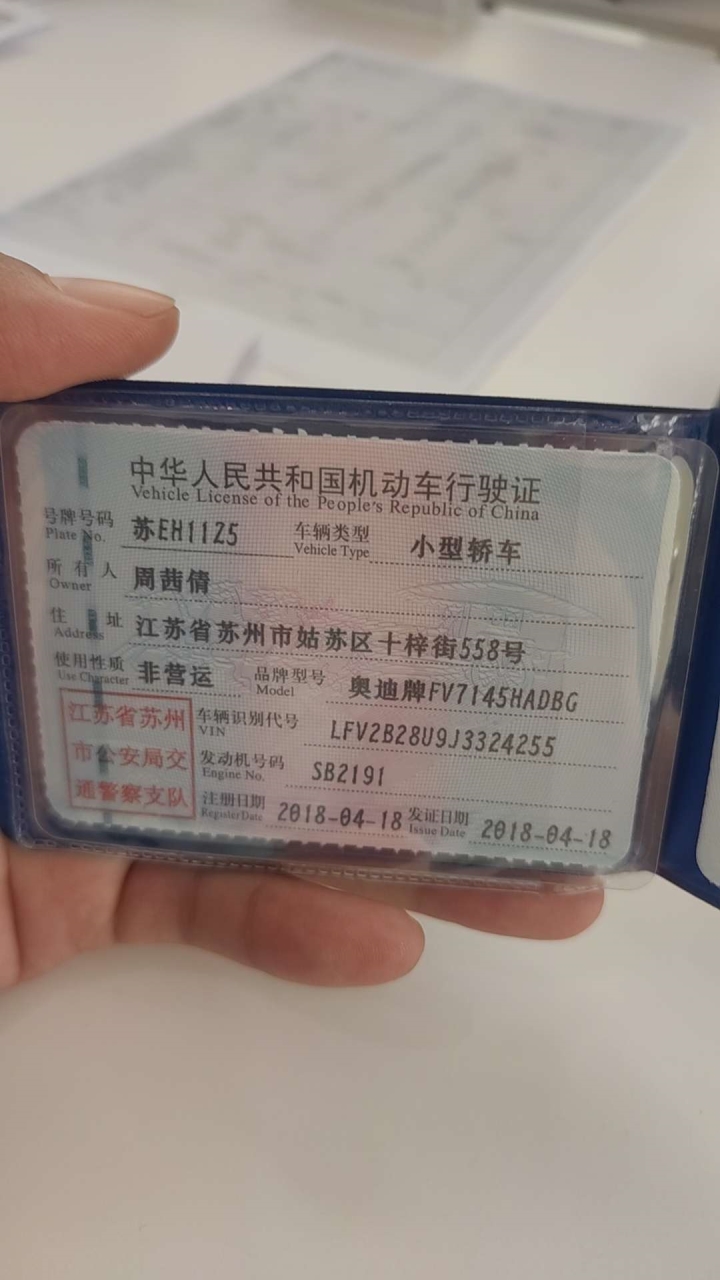 中华人民共和国机动车行驶证
Vehicle License of the People's Republic of China
号牌号码 苏EH11Z5 车辆类型 小型轿车
Plate No. Vehicle Type
所有人 周茜倩
Owner
住址 江苏省苏州市姑苏区十梓街558号
Address
使用性质 非营运 品牌型号 奥迪牌FV7145HADBG
Use Character Model
江苏省苏州
市公安局交
通警察支队
车辆识别代号 LFV2B28U9J3324255
VIN
发动机号码 SB2191
Engine No.
注册日期 2018-04-18 发证日期 2018-04-18
Register Date Issue Date